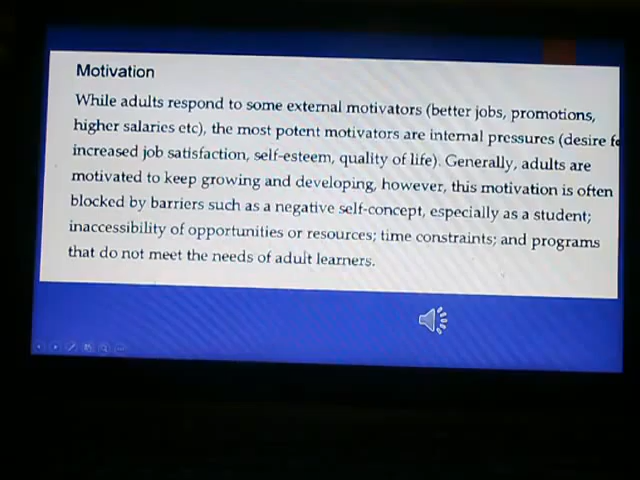 Motivation
While adults respond to some external motivators (better jobs, promotions,
higher salaries etc), the most potent motivators are internal pressures (desire
increased job satisfaction, self-esteem, quality of life). Generally, adults are
motivated to keep growing and developing, however, this motivation is often
blocked by barriers such as a negative self-concept, especially as a student;
inaccessibility of opportunities or resources; time constraints; and programs
that do not meet the needs of adult learners.